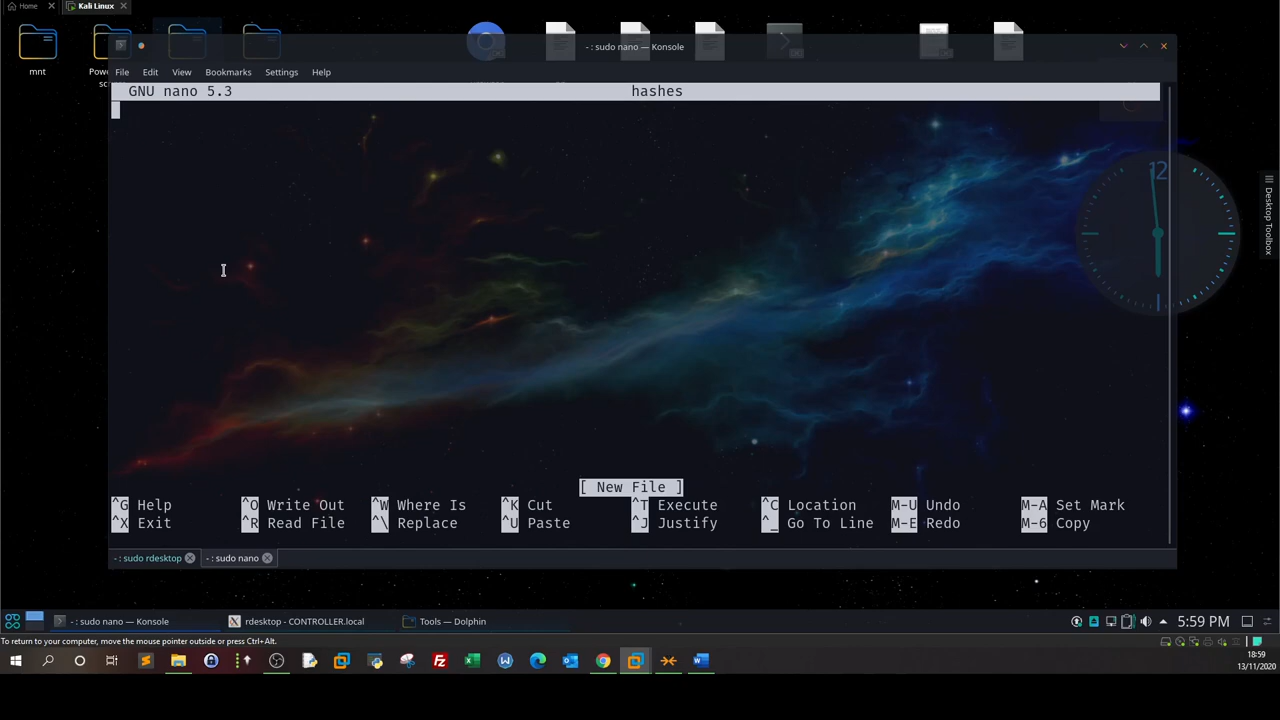 Home
Kali Linux
mnt
- : sudo nano — Konsole
File Edit View Bookmarks Settings Help
GNU nano 5.3 hashes
12
Desktop Toolbox
[ New File ]
^G Help ^O Write Out ^W Where Is ^K Cut ^T Execute ^C Location M-U Undo M-A Set Mark
^X Exit ^R Read File ^\ Replace ^U Paste ^J Justify ^_ Go To Line M-E Redo M-6 Copy
- : sudo rdesktop - : sudo nano
- : sudo nano — Konsole rdesktop - CONTROLLER.local Tools — Dolphin 5:59 PM
To return to your computer, move the mouse pointer outside or press Ctrl+Alt.
18:59
13/11/2020